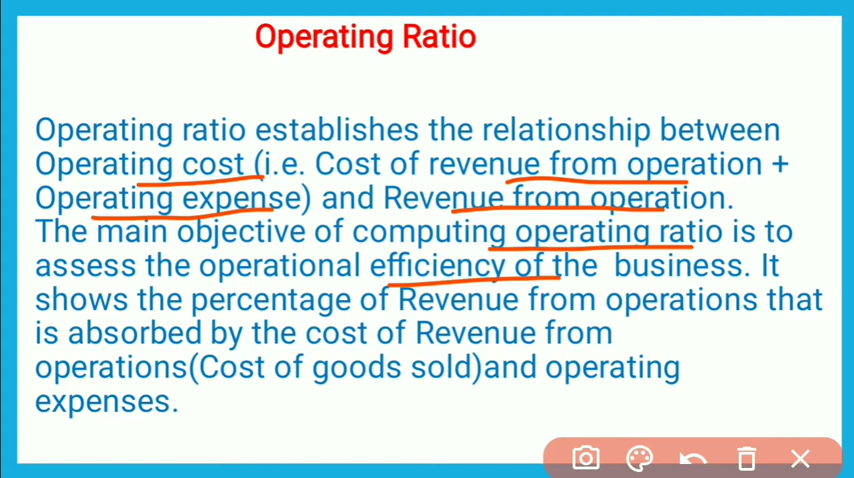 Operating Ratio
Operating ratio establishes the relationship between
Operating cost (i.e. Cost of revenue from operation +
Operating expense) and Revenue from operation.
The main objective of computing operating ratio is to
assess the operational efficiency of the business. It
shows the percentage of Revenue from operations that
is absorbed by the cost of Revenue from
operations(Cost of goods sold)and operating
expenses.